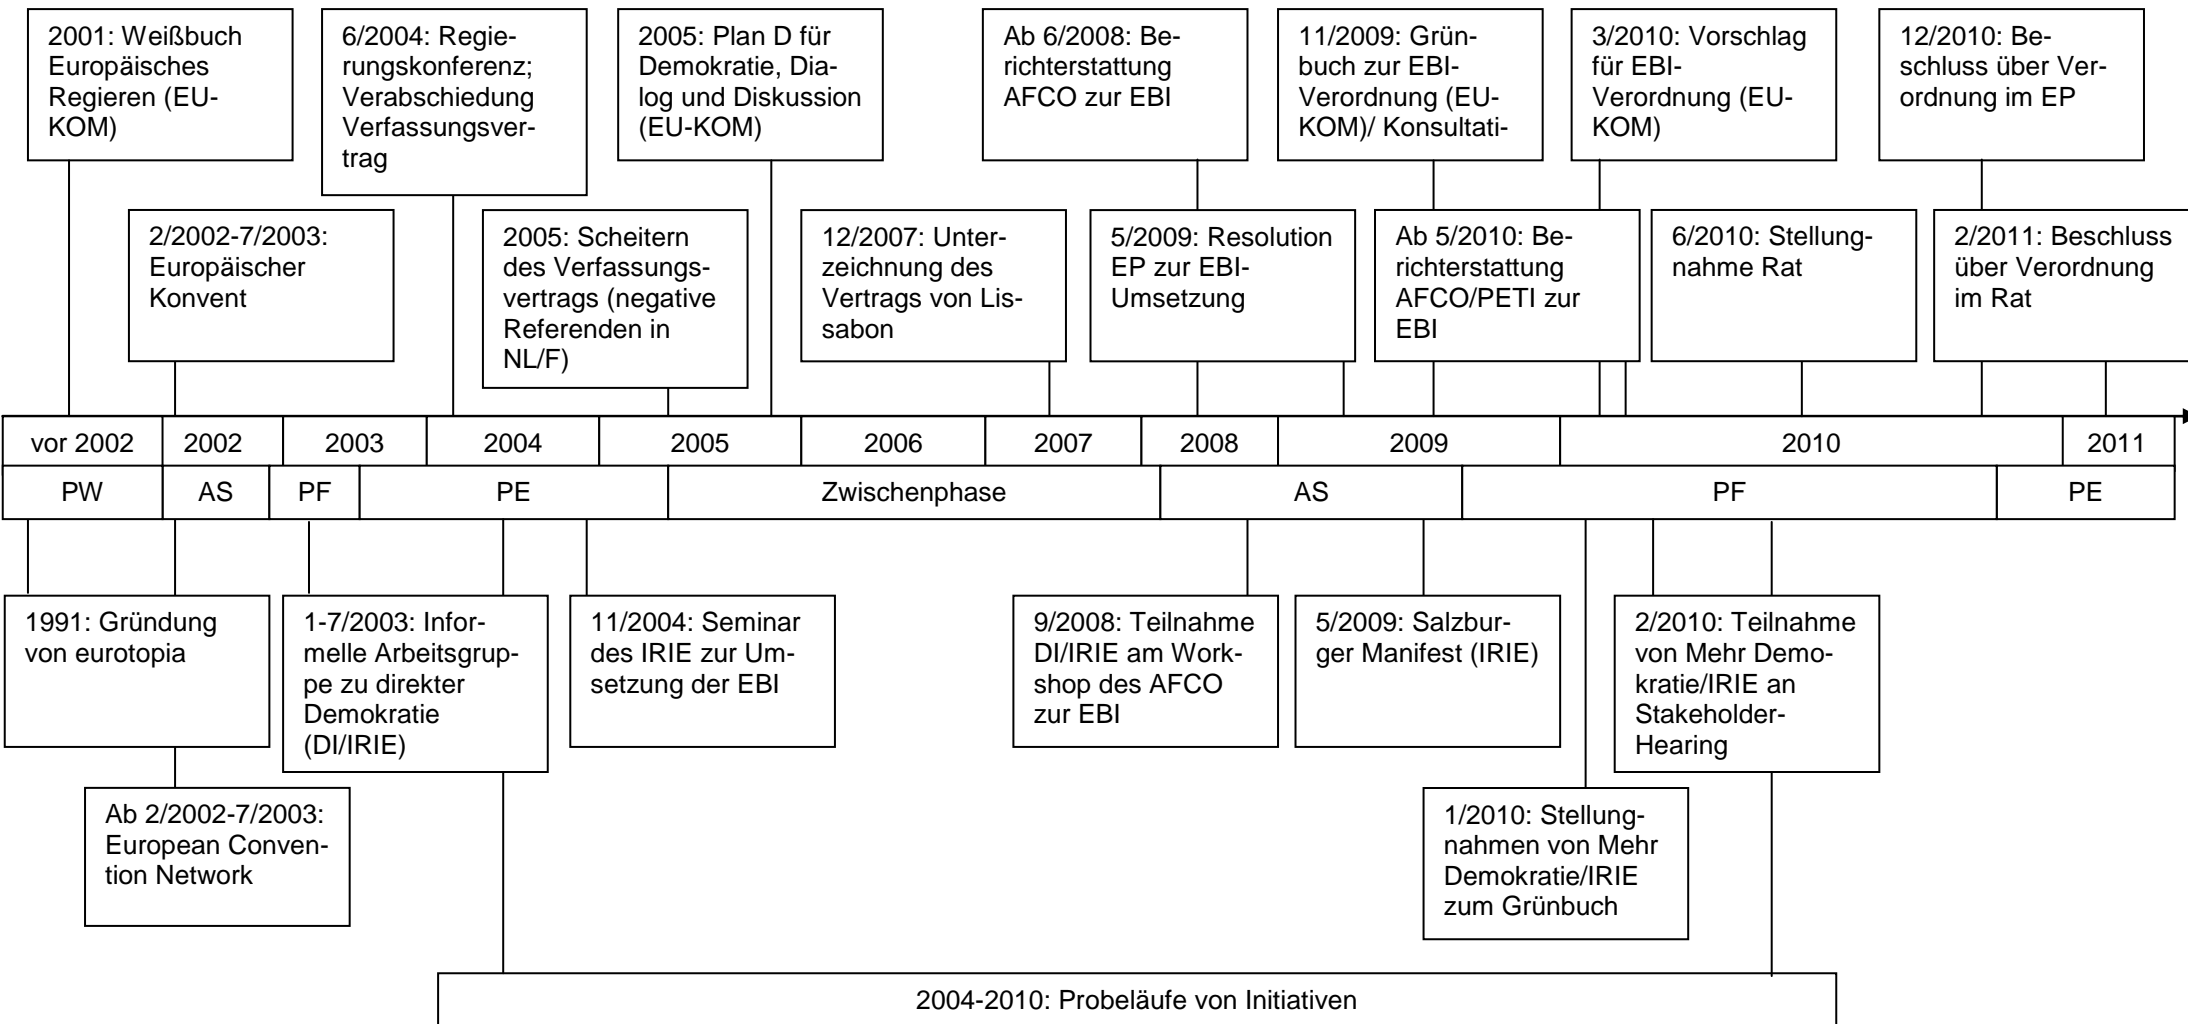 2001: Weißbuch
Europäisches
Regieren (EU-
KOM)
6/2004: Regie-
rungskonferenz;
Verabschiedung
Verfassungsver-
trag
2005: Plan D für
Demokratie, Dia-
log und Diskussion
(EU-KOM)
Ab 6/2008: Be-
richterstattung
AFCO zur EBI
11/2009: Grün-
buch zur EBI-
Verordnung (EU-
KOM)/ Konsultati-
3/2010: Vorschlag
für EBI-
Verordnung (EU-
KOM)
12/2010: Be-
schluss über Ver-
ordnung im EP
2/2002-7/2003:
Europäischer
Konvent
2005: Scheitern
des Verfassungs-
vertrags (negative
Referenden in
NL/F)
12/2007: Unter-
zeichnung des
Vertrags von Lis-
sabon
5/2009: Resolution
EP zur EBI-
Umsetzung
Ab 5/2010: Be-
richterstattung
AFCO/PETI zur
EBI
6/2010: Stellung-
nahme Rat
2/2011: Beschluss
über Verordnung
im Rat
vor 2002 2002 2003 2004 2005 2006 2007 2008 2009 2010 2011
PW AS PF PE Zwischenphase AS PF PE
1991: Gründung
von eurotopia
1-7/2003: Infor-
melle Arbeitsgrup-
pe zu direkter
Demokratie
(DI/IRIE)
11/2004: Seminar
des IRIE zur Um-
setzung der EBI
9/2008: Teilnahme
DI/IRIE am Work-
shop des AFCO
zur EBI
5/2009: Salzbur-
ger Manifest (IRIE)
2/2010: Teilnahme
von Mehr Demo-
kratie/IRIE an
Stakeholder-
Hearing
Ab 2/2002-7/2003:
European Conven-
tion Network
1/2010: Stellung-
nahmen von Mehr
Demokratie/IRIE
zum Grünbuch
2004-2010: Probeläufe von Initiativen